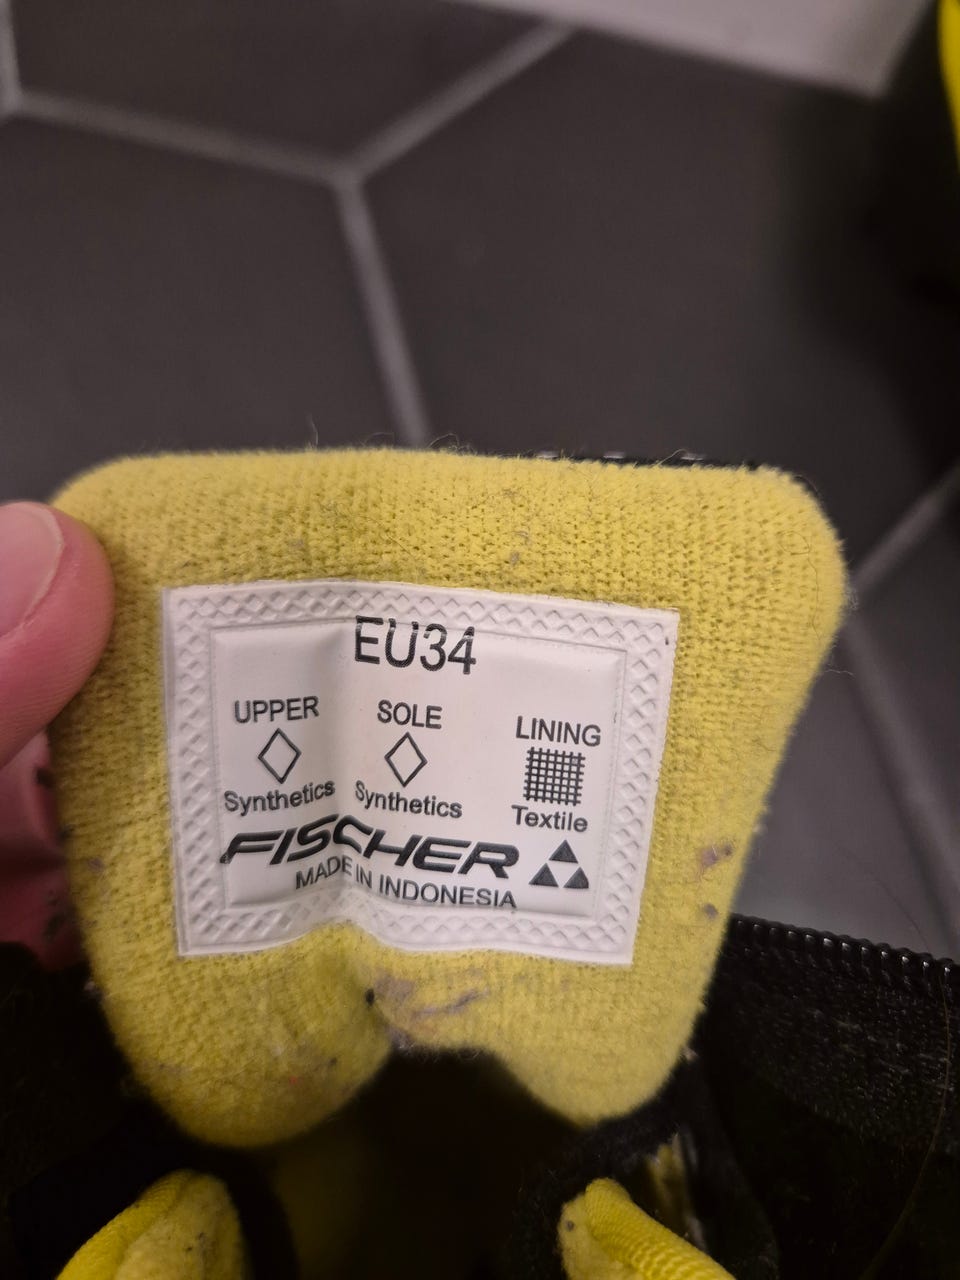 EU34
UPPER SOLE LINING
Synthetics Synthetics Textile
FISCHER
MADE IN INDONESIA